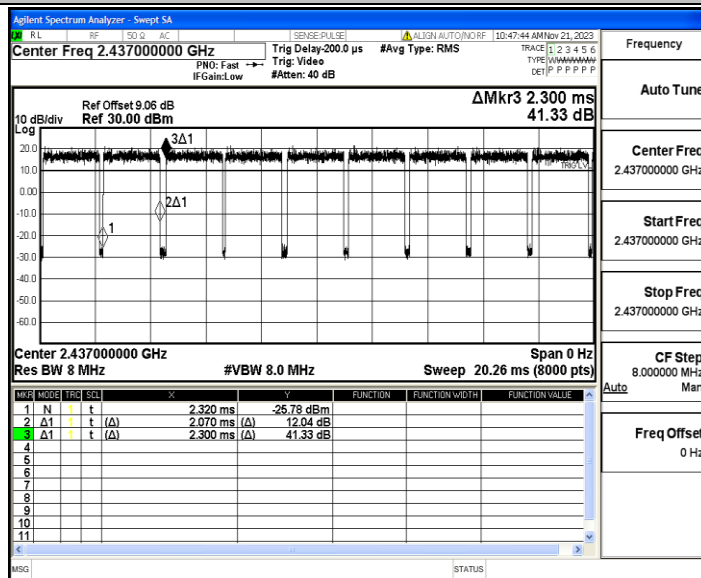 Agilent Spectrum Analyzer - Swept SA
RL RF 50 Ω AC SENSE:PULSE ALIGN AUTO/NO RF 10:47:44 AM Nov 21, 2023
Center Freq 2.437000000 GHz
PNO: Fast
IFGain:Low
Trig Delay-200.0 µs
Trig: Video
#Atten: 40 dB
#Avg Type: RMS
TRACE 1 2 3 4 5 6
TYPE
DET P P P P P P
Ref Offset 9.06 dB
10 dB/div Ref 30.00 dBm
ΔMkr3 2.300 ms
41.33 dB
Log
20.0
10.0
0.00
-10.0
-20.0
-30.0
-40.0
-50.0
-60.0
3Δ1
2Δ1
1
Center 2.437000000 GHz Span 0 Hz
Res BW 8 MHz #VBW 8.0 MHz Sweep 20.26 ms (8000 pts)
MKR MODE TRC SCL X Y FUNCTION FUNCTION WIDTH FUNCTION VALUE
1 N t 2.320 ms -25.78 dBm
2 Δ1 t (Δ) 2.070 ms (Δ) 12.04 dB
3 Δ1 t (Δ) 2.300 ms (Δ) 41.33 dB
4
5
6
7
8
9
10
11
MSG STATUS
Frequency
Auto Tune
Center Freq
2.437000000 GHz
Start Freq
2.437000000 GHz
Stop Freq
2.437000000 GHz
CF Step
8.000000 MHz
Auto Man
Freq Offset
0 Hz